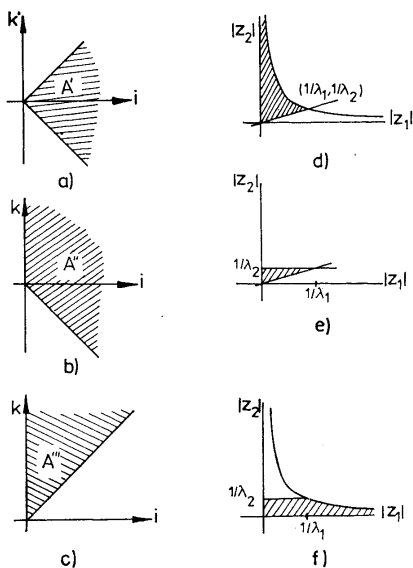 k'
A'
i
a)
k
A''
i
b)
k
A'''
i
c)
|z₂|
(1/λ₁, 1/λ₂)
|z₁|
d)
|z₂|
1/λ₂
|z₁|
1/λ₁
e)
|z₂|
1/λ₂
|z₁|
1/λ₁
f)